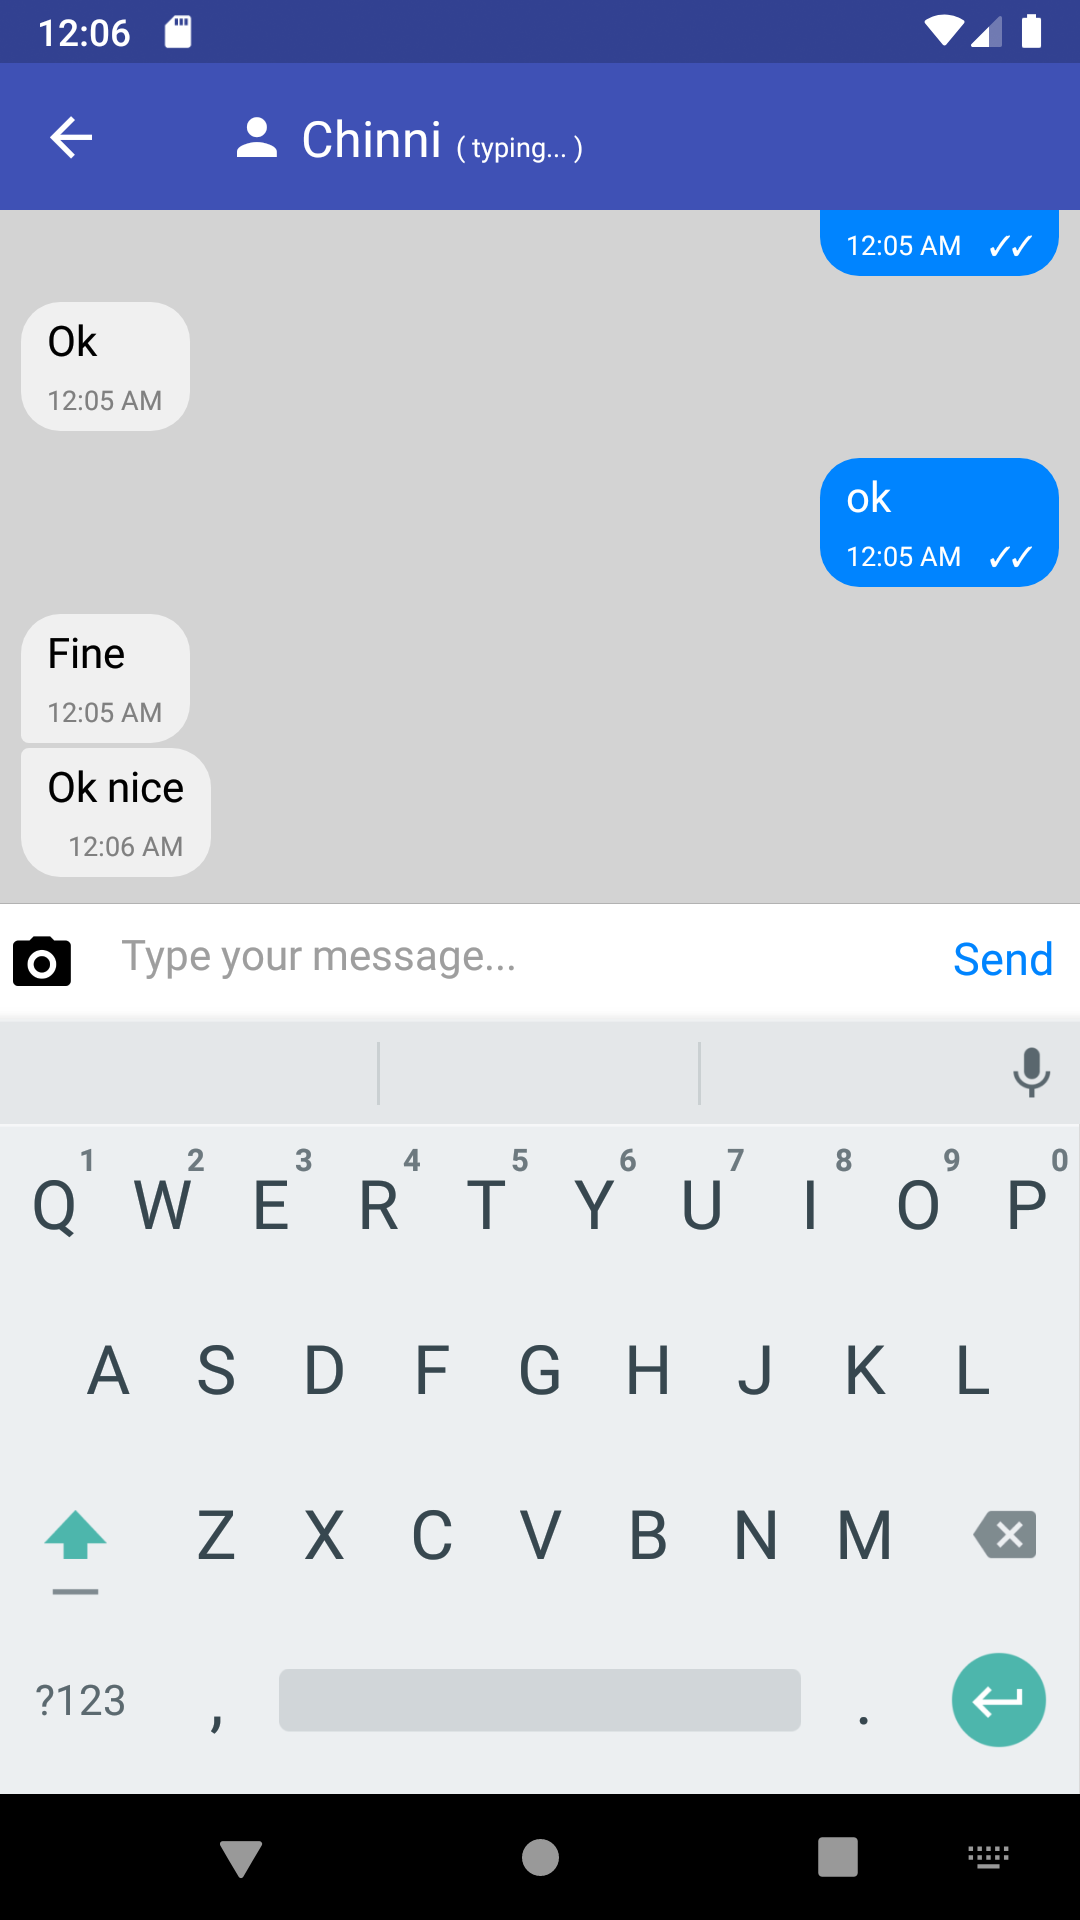 12:06
Chinni ( typing... )
12:05 AM ✓✓
Ok
12:05 AM
ok
12:05 AM ✓✓
Fine
12:05 AM
Ok nice
12:06 AM
Type your message... Send
1 2 3 4 5 6 7 8 9 0
Q W E R T Y U I O P
A S D F G H J K L
Z X C V B N M
?123 , .